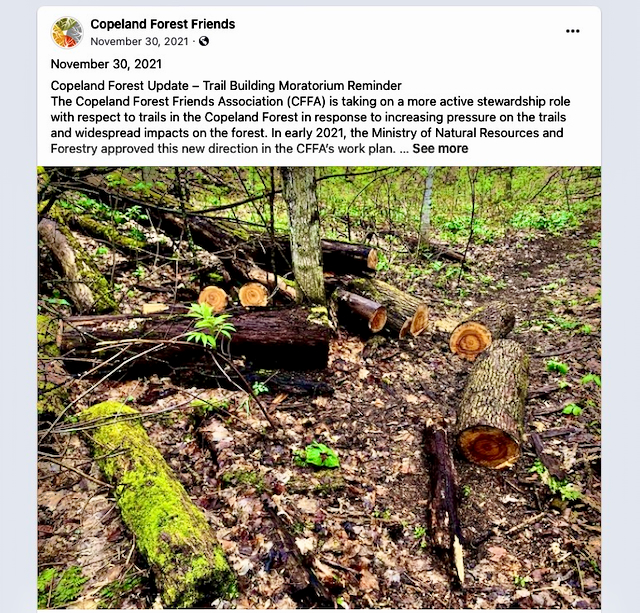 Copeland Forest Friends
November 30, 2021 ·
November 30, 2021
Copeland Forest Update – Trail Building Moratorium Reminder
The Copeland Forest Friends Association (CFFA) is taking on a more active stewardship role
with respect to trails in the Copeland Forest in response to increasing pressure on the trails
and widespread impacts on the forest. In early 2021, the Ministry of Natural Resources and
Forestry approved this new direction in the CFFA's work plan. ... See more